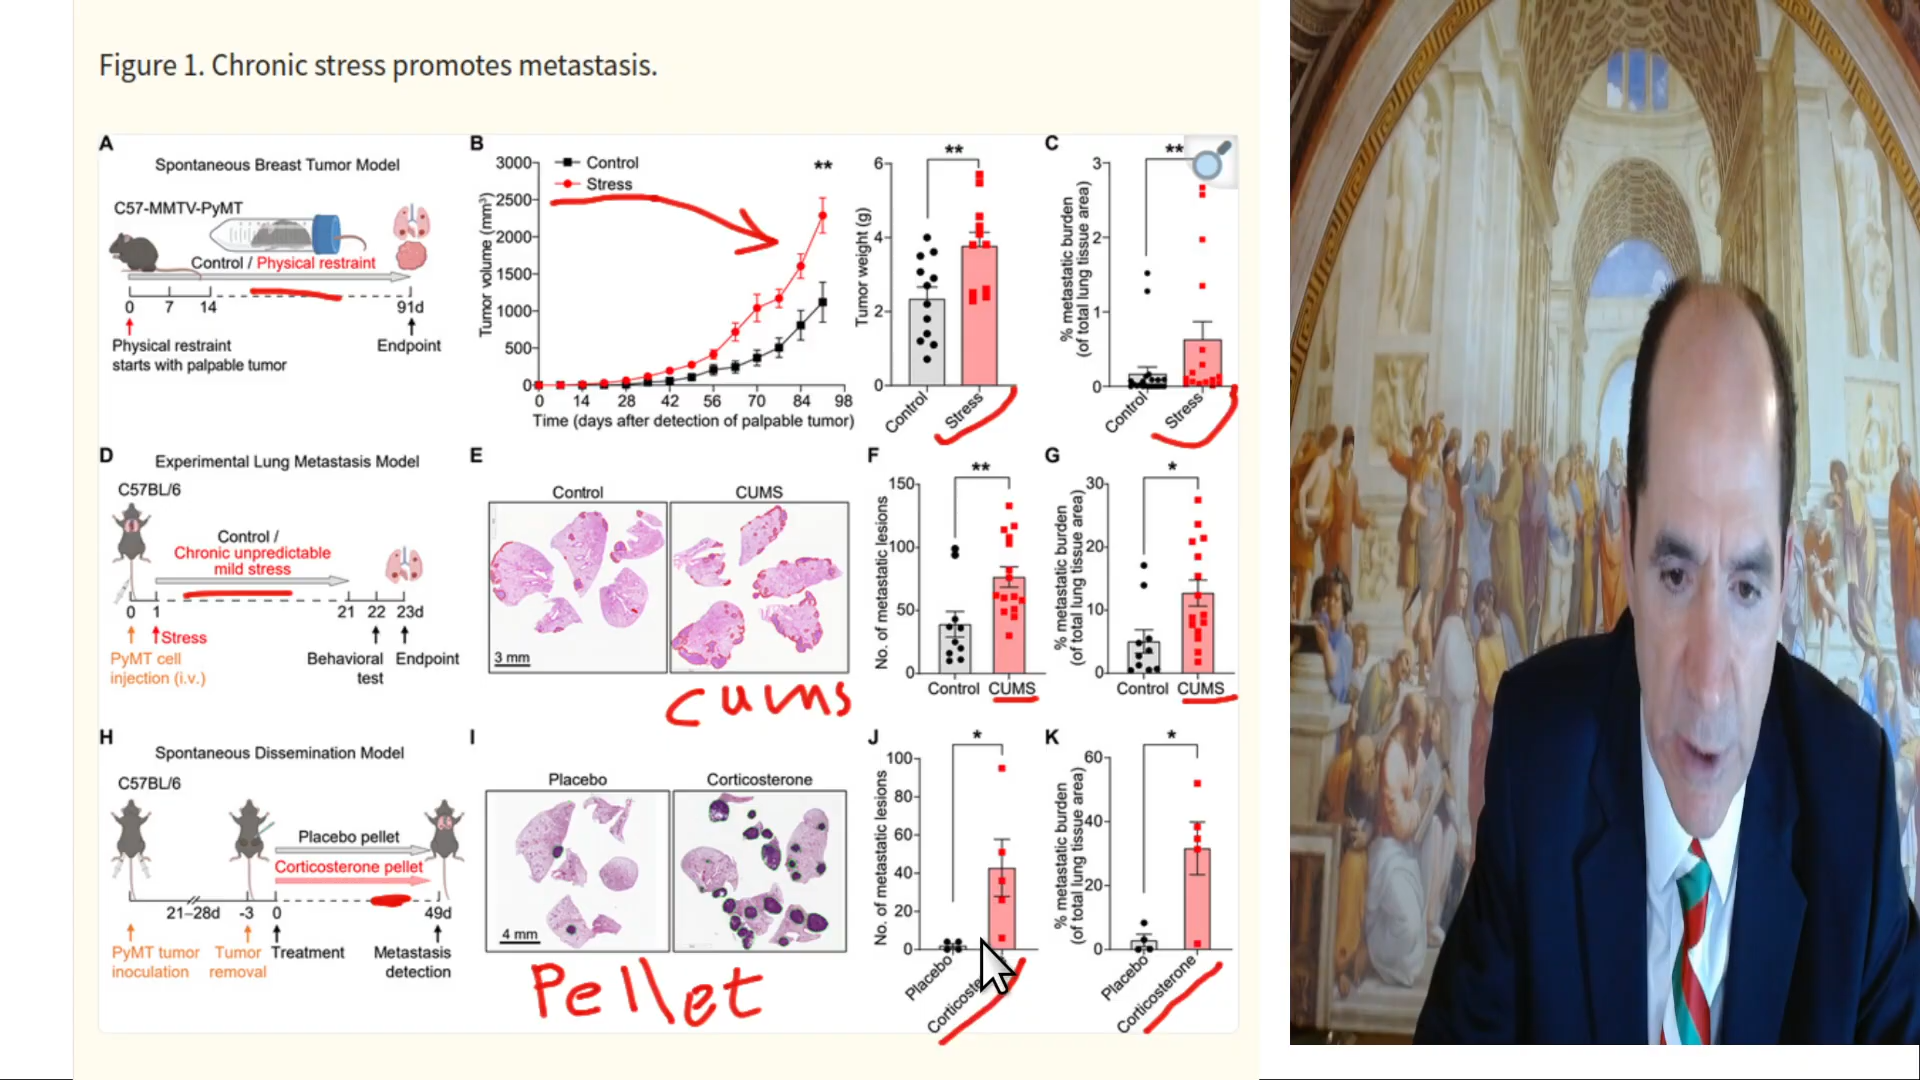 Figure 1. Chronic stress promotes metastasis.
A
Spontaneous Breast Tumor Model
C57-MMTV-PyMT
Control / Physical restraint
0 7 14 91d
Physical restraint
starts with palpable tumor
Endpoint
B
Control
Stress
**
Tumor volume (mm³)
3000
2500
2000
1500
1000
500
0
0 14 28 42 56 70 84 98
Time (days after detection of palpable tumor)
**
Tumor weight (g)
6
4
2
0
Control
Stress
C
**
% metastatic burden
(of total lung tissue area)
3
2
1
0
Control
Stress
D
Experimental Lung Metastasis Model
C57BL/6
Control /
Chronic unpredictable
mild stress
0 1 21 22 23d
Stress
PyMT cell
injection (i.v.)
Behavioral
test
Endpoint
E
Control
CUMS
3 mm
cums
F
**
No. of metastatic lesions
150
100
50
0
Control
CUMS
G
*
% metastatic burden
(of total lung tissue area)
30
20
10
0
Control
CUMS
H
Spontaneous Dissemination Model
C57BL/6
Placebo pellet
Corticosterone pellet
21–28d -3 0 49d
PyMT tumor
inoculation
Tumor
removal
Treatment
Metastasis
detection
I
Placebo
Corticosterone
4 mm
Pellet
J
*
No. of metastatic lesions
100
80
60
40
20
0
Placebo
K
*
% metastatic burden
(of total lung tissue area)
60
40
20
0
Placebo
Corticosterone